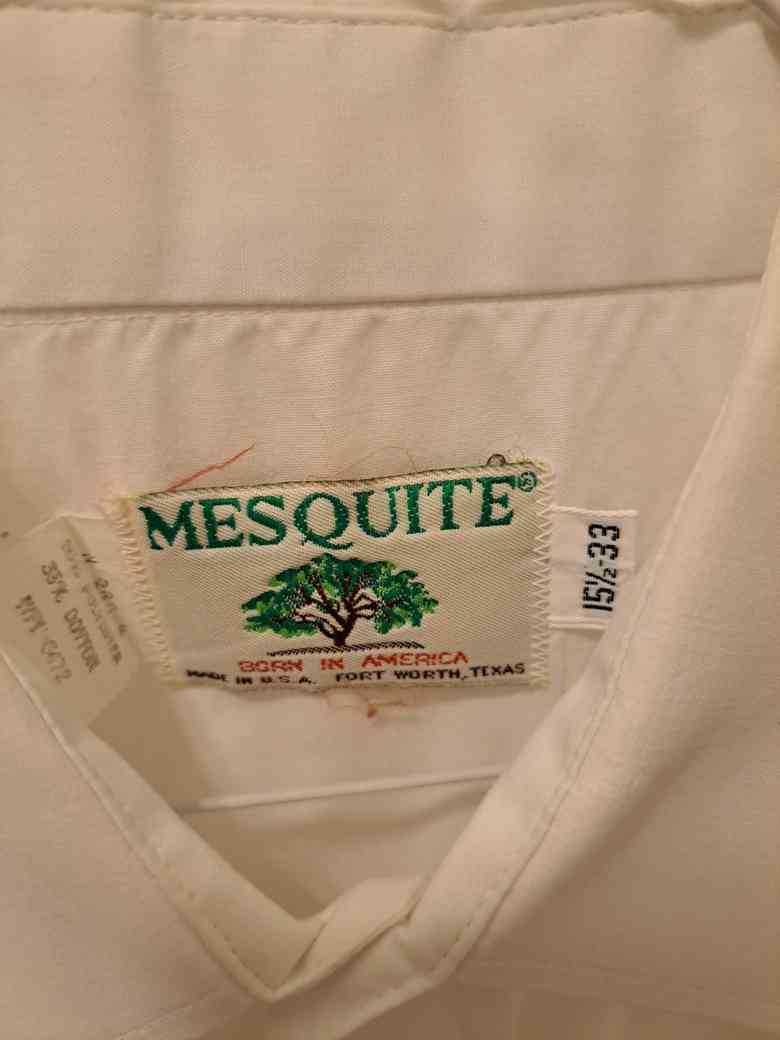 MESQUITE®
BORN IN AMERICA
MADE IN U.S.A. FORT WORTH, TEXAS
15½-33
35% COTTON